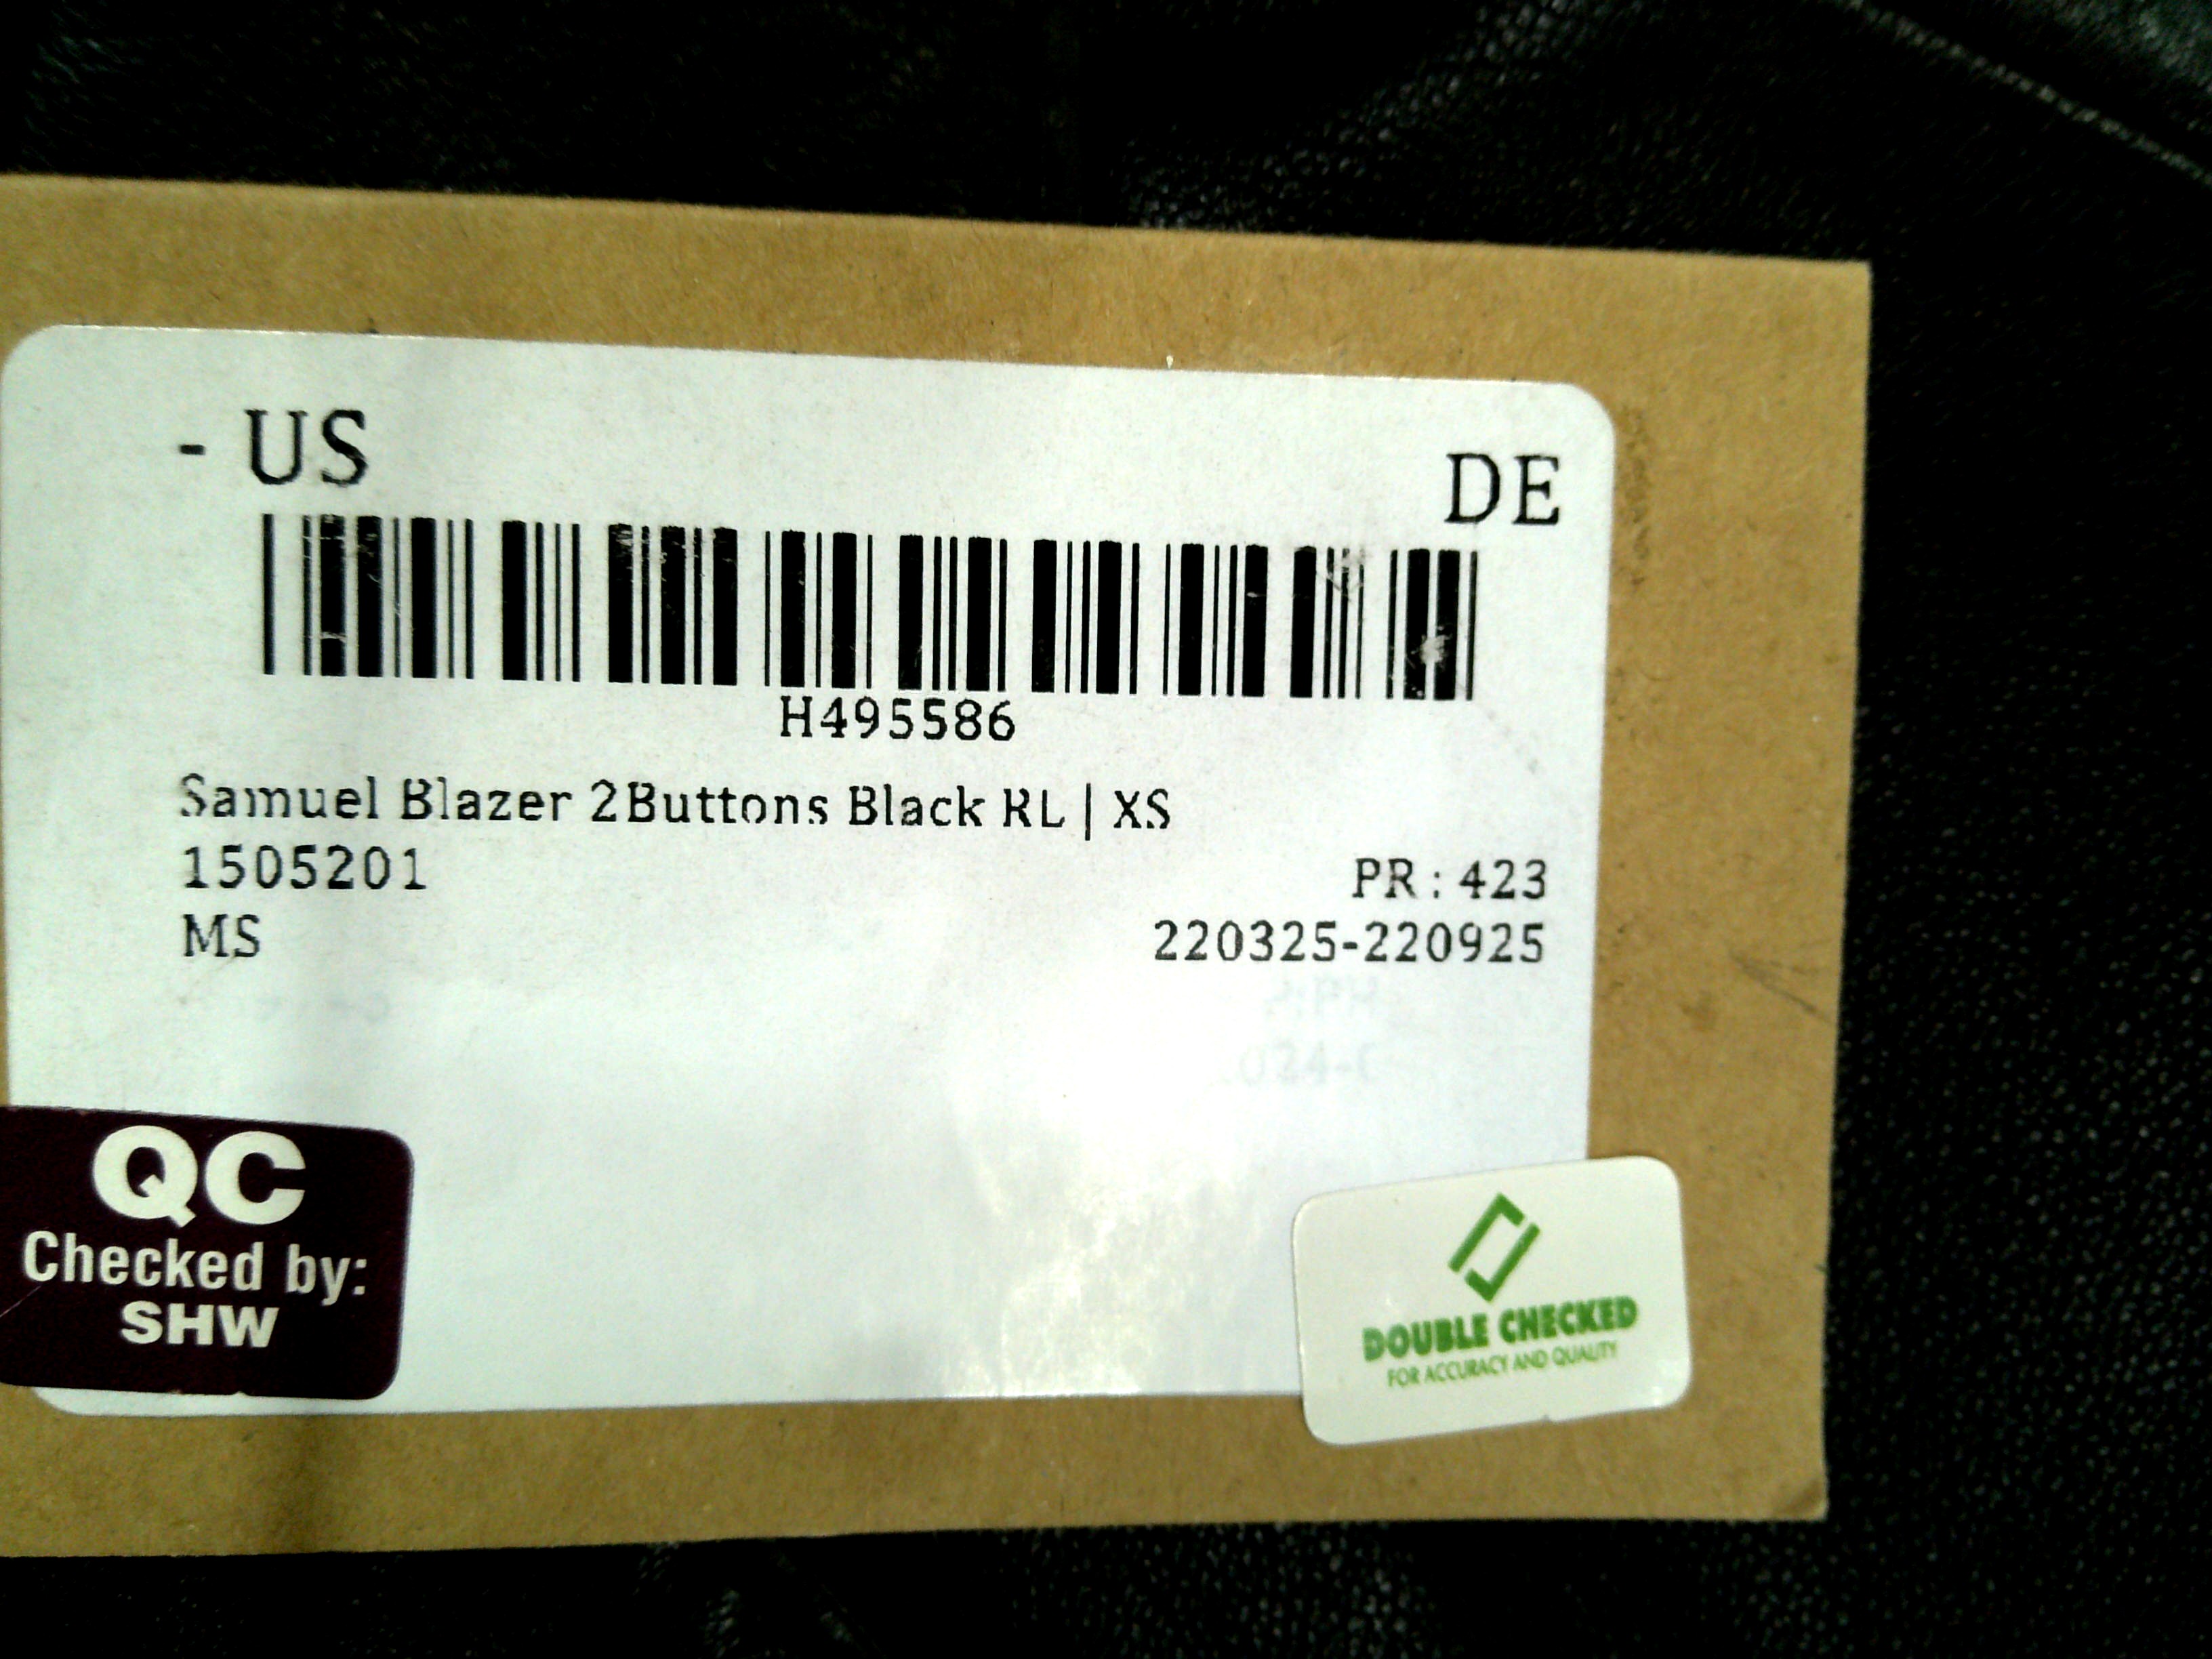 - US
DE
H495586
Samuel Blazer 2Buttons Black RL | XS
1505201
PR : 423
MS
220325-220925
QC
Checked by:
SHW
DOUBLE CHECKED
FOR ACCURACY AND QUALITY